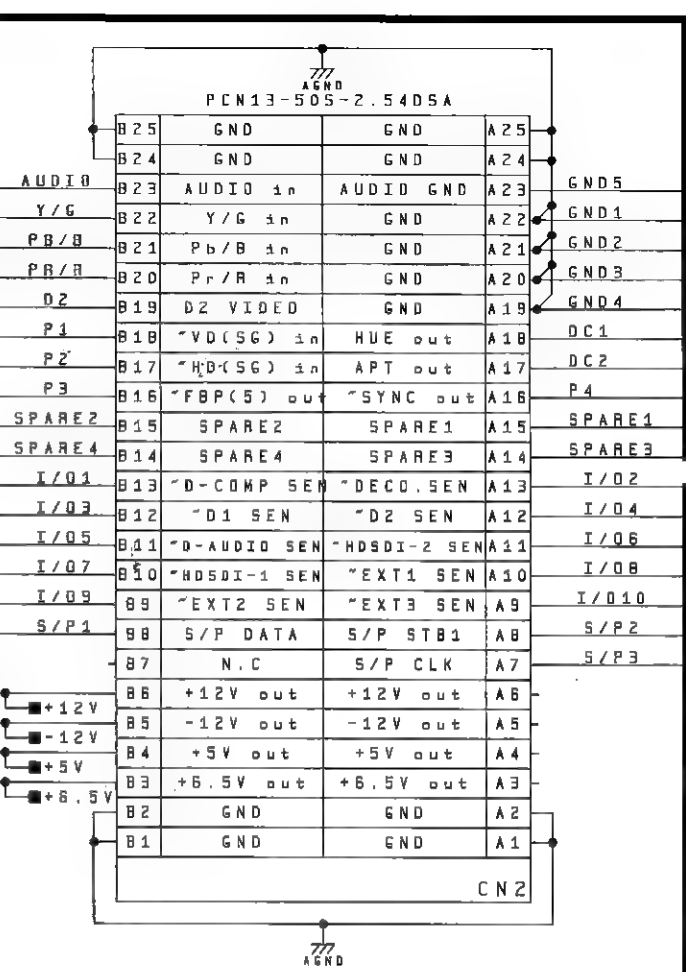 AGND
PCN13-50S-2.54DSA
B25 GND GND A25
B24 GND GND A24
AUDIO B23 AUDIO in AUDIO GND A23 GND5
Y/G B22 Y/G in GND A22 GND1
PB/B B21 Pb/B in GND A21 GND2
PR/R B20 Pr/R in GND A20 GND3
D2 B19 D2 VIDEO GND A19 GND4
P1 B18 ~VD(SG) in HUE out A18 DC1
P2 B17 ~HD(SG) in APT out A17 DC2
P3 B16 ~FBP(S) out ~SYNC out A16 P4
SPARE2 B15 SPARE2 SPARE1 A15 SPARE1
SPARE4 B14 SPARE4 SPARE3 A14 SPARE3
I/O1 B13 ~D-COMP SEN ~DECO.SEN A13 I/O2
I/O3 B12 ~D1 SEN ~D2 SEN A12 I/O4
I/O5 B11 ~D-AUDIO SEN ~HDSDI-2 SEN A11 I/O6
I/O7 B10 ~HDSDI-1 SEN ~EXT1 SEN A10 I/O8
I/O9 B9 ~EXT2 SEN ~EXT3 SEN A9 I/O10
S/P1 B8 S/P DATA S/P STB1 A8 S/P2
B7 N.C S/P CLK A7 S/P3
B6 +12V out +12V out A6
+12V
B5 -12V out -12V out A5
-12V
B4 +5V out +5V out A4
+5V
B3 +6.5V out +6.5V out A3
+6.5V
B2 GND GND A2
B1 GND GND A1
CN2
AGND